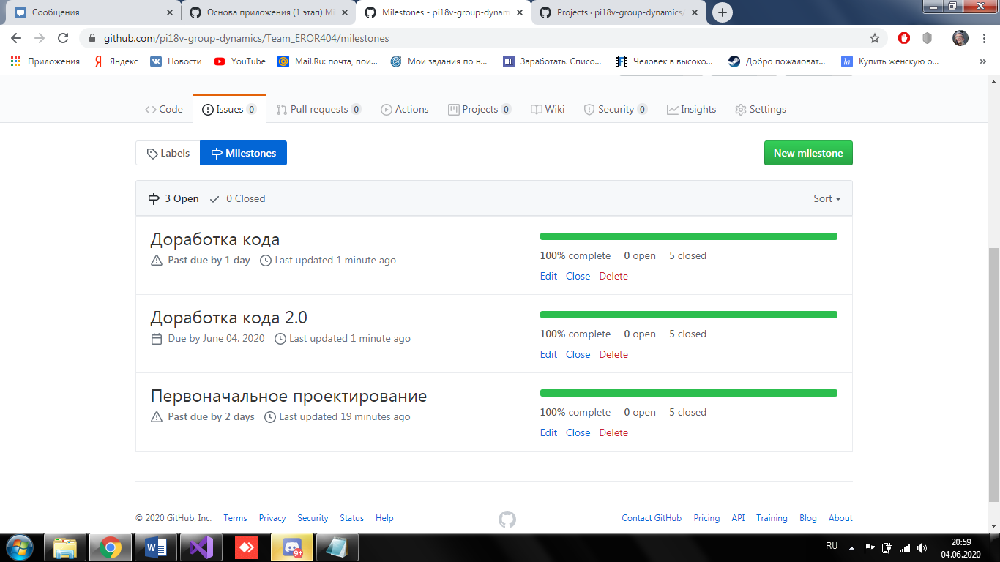 Сообщения
Основа приложения (1 этап) Mi
Milestones - pi18v-group-dynam
Projects · pi18v-group-dynamics/
github.com/pi18v-group-dynamics/Team_EROR404/milestones
Приложения
Яндекс
Новости
YouTube
Mail.Ru: почта, пои...
Мои задания по н...
BL Заработать. Списо...
Человек в высоко...
Добро пожаловат...
la Купить женскую о...
»
Code
Issues 0
Pull requests 0
Actions
Projects 0
Wiki
Security 0
Insights
Settings
Labels
Milestones
New milestone
3 Open
0 Closed
Sort
Доработка кода
Past due by 1 day
Last updated 1 minute ago
100% complete 0 open 5 closed
Edit Close Delete
Доработка кода 2.0
Due by June 04, 2020
Last updated 1 minute ago
100% complete 0 open 5 closed
Edit Close Delete
Первоначальное проектирование
Past due by 2 days
Last updated 19 minutes ago
100% complete 0 open 5 closed
Edit Close Delete
© 2020 GitHub, Inc. Terms Privacy Security Status Help
Contact GitHub Pricing API Training Blog About
9+
RU
20:59
04.06.2020